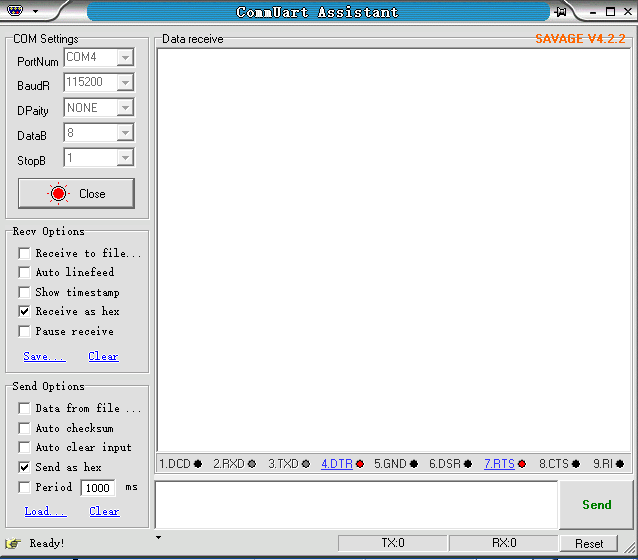 CommUart Assistant
COM Settings
PortNum COM4
BaudR 115200
DPaity NONE
DataB 8
StopB 1
Close
Recv Options
Receive to file...
Auto linefeed
Show timestamp
Receive as hex
Pause receive
Save... Clear
Send Options
Data from file ...
Auto checksum
Auto clear input
Send as hex
Period 1000 ms
Load... Clear
Data receive SAVAGE V4.2.2
1.DCD 2.RXD 3.TXD 4.DTR 5.GND 6.DSR 7.RTS 8.CTS 9.RI
Send
Ready! TX:0 RX:0 Reset